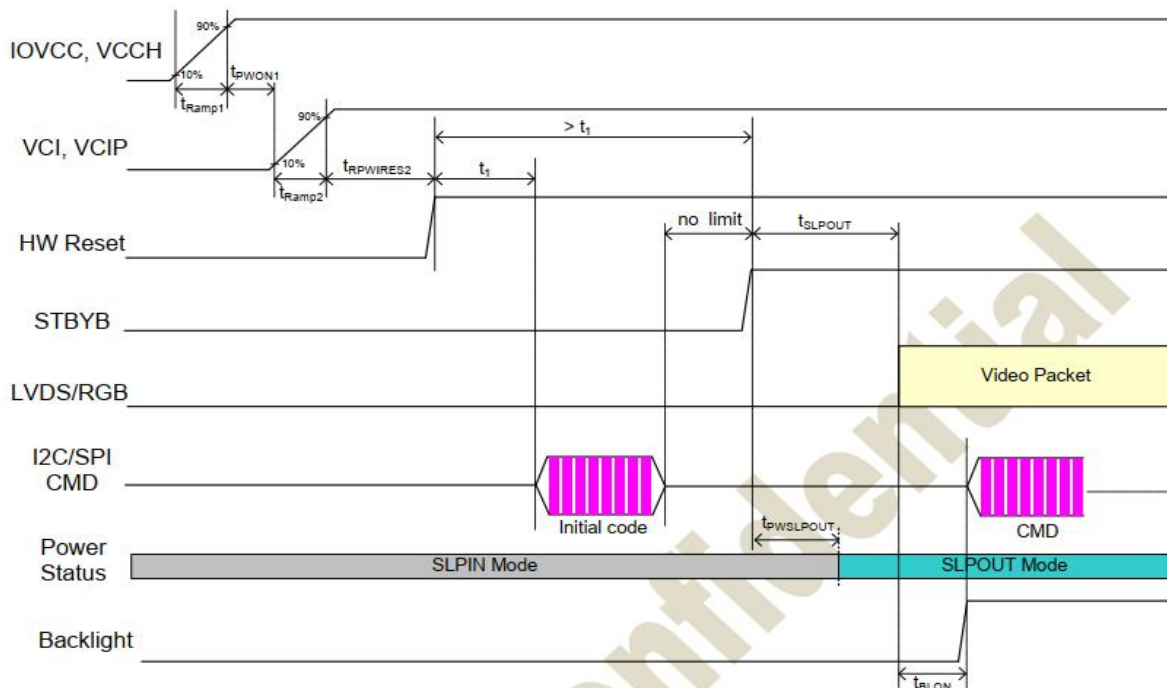 IOVCC, VCCH
90%
10%
tRamp1
tPWON1
VCI, VCIP
90%
10%
tRamp2
tRPWIRES2
> t1
t1
HW Reset
no limit
tSLPOUT
STBYB
LVDS/RGB
Video Packet
I2C/SPI
CMD
Initial code
CMD
tPWSLPOUT
Power
Status
SLPIN Mode
SLPOUT Mode
Backlight
tBLON
nfidential